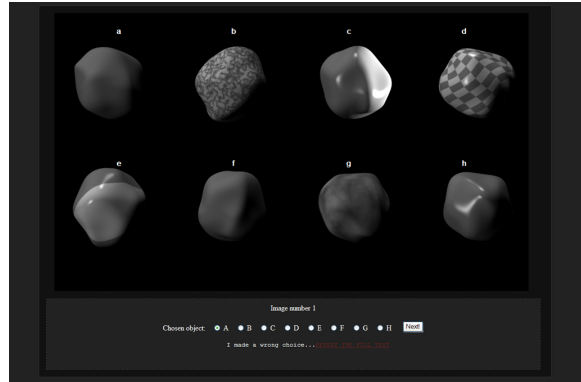 a b c d
e f g h
Image number 1
Chosen object: A B C D E F G H Next!
I made a wrong choice...